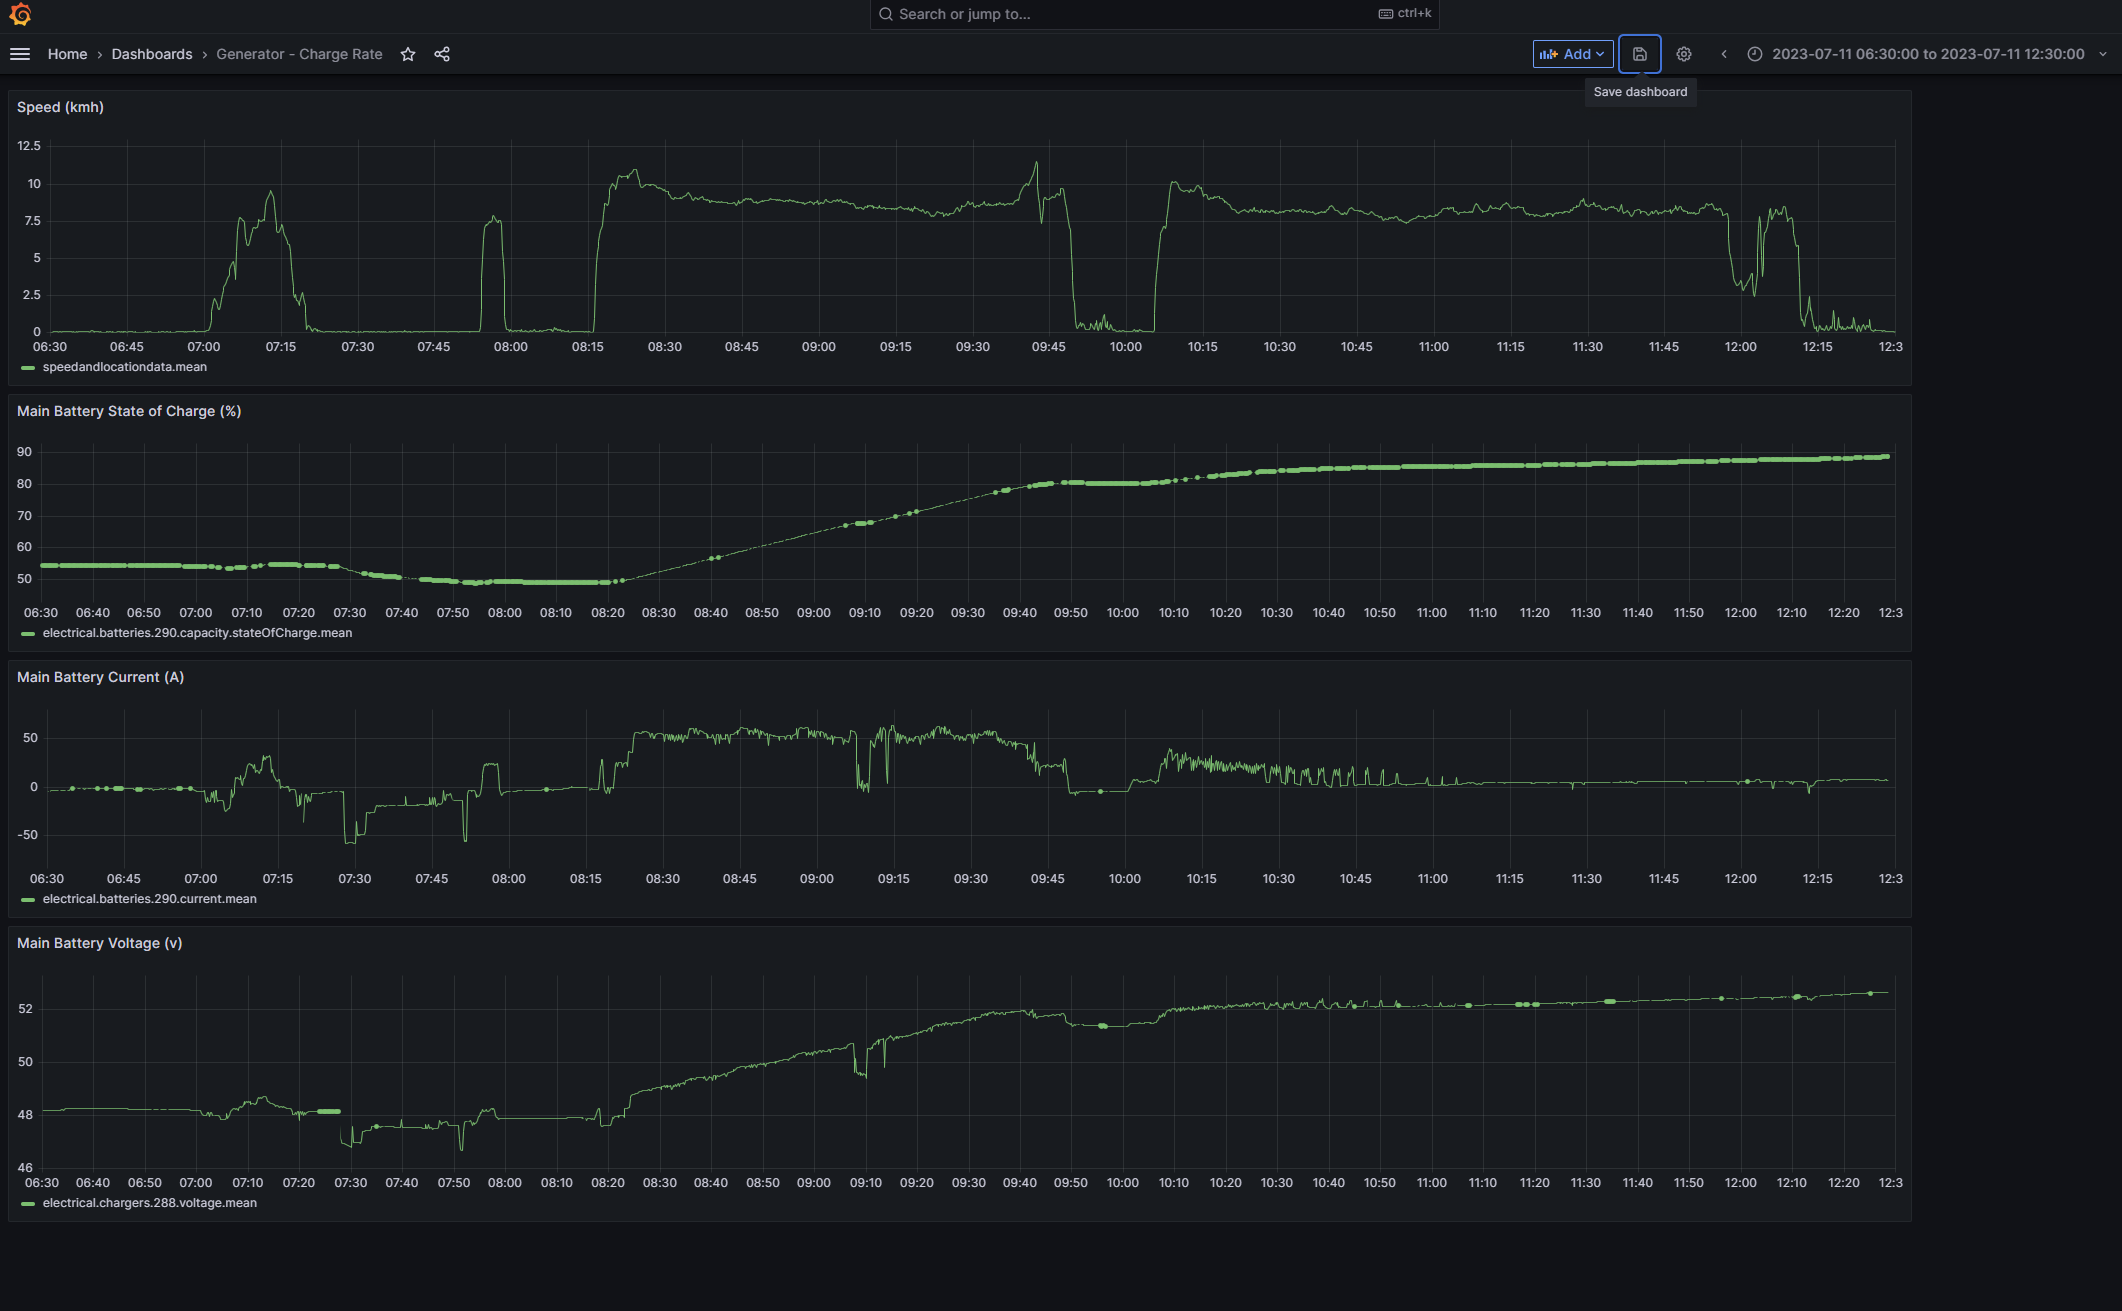 Search or jump to... ctrl+k
Home › Dashboards › Generator - Charge Rate Add 2023-07-11 06:30:00 to 2023-07-11 12:30:00
Save dashboard
Speed (kmh)
12.5
10
7.5
5
2.5
0
06:30 06:45 07:00 07:15 07:30 07:45 08:00 08:15 08:30 08:45 09:00 09:15 09:30 09:45 10:00 10:15 10:30 10:45 11:00 11:15 11:30 11:45 12:00 12:15 12:3
speedandlocationdata.mean
Main Battery State of Charge (%)
90
80
70
60
50
06:30 06:40 06:50 07:00 07:10 07:20 07:30 07:40 07:50 08:00 08:10 08:20 08:30 08:40 08:50 09:00 09:10 09:20 09:30 09:40 09:50 10:00 10:10 10:20 10:30 10:40 10:50 11:00 11:10 11:20 11:30 11:40 11:50 12:00 12:10 12:20 12:3
electrical.batteries.290.capacity.stateOfCharge.mean
Main Battery Current (A)
50
0
-50
06:30 06:45 07:00 07:15 07:30 07:45 08:00 08:15 08:30 08:45 09:00 09:15 09:30 09:45 10:00 10:15 10:30 10:45 11:00 11:15 11:30 11:45 12:00 12:15 12:3
electrical.batteries.290.current.mean
Main Battery Voltage (v)
52
50
48
46
06:30 06:40 06:50 07:00 07:10 07:20 07:30 07:40 07:50 08:00 08:10 08:20 08:30 08:40 08:50 09:00 09:10 09:20 09:30 09:40 09:50 10:00 10:10 10:20 10:30 10:40 10:50 11:00 11:10 11:20 11:30 11:40 11:50 12:00 12:10 12:20 12:3
electrical.chargers.288.voltage.mean